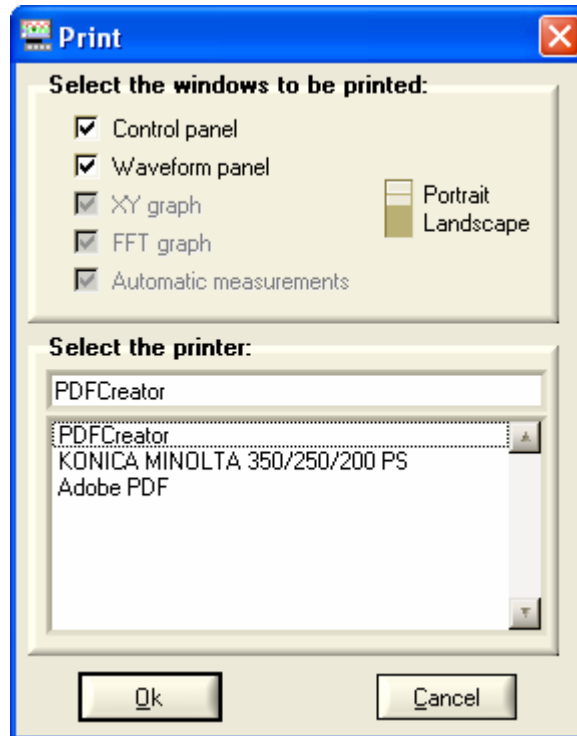 Print
Select the windows to be printed:
Control panel
Waveform panel
XY graph
FFT graph
Automatic measurements
Portrait
Landscape
Select the printer:
PDFCreator
PDFCreator
KONICA MINOLTA 350/250/200 PS
Adobe PDF
Ok
Cancel